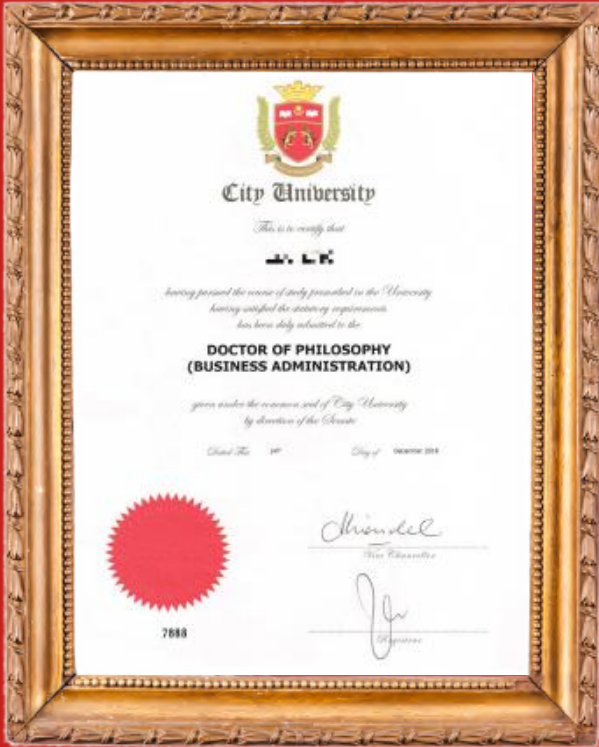 City University
This is to certify that
having pursued the course of study prescribed in the University
having satisfied the statutory requirements
has been duly admitted to the
DOCTOR OF PHILOSOPHY
(BUSINESS ADMINISTRATION)
given under the common seal of City University
by direction of the Senate
Dated This Day of December 2018
Vice Chancellor
Registrar
7888